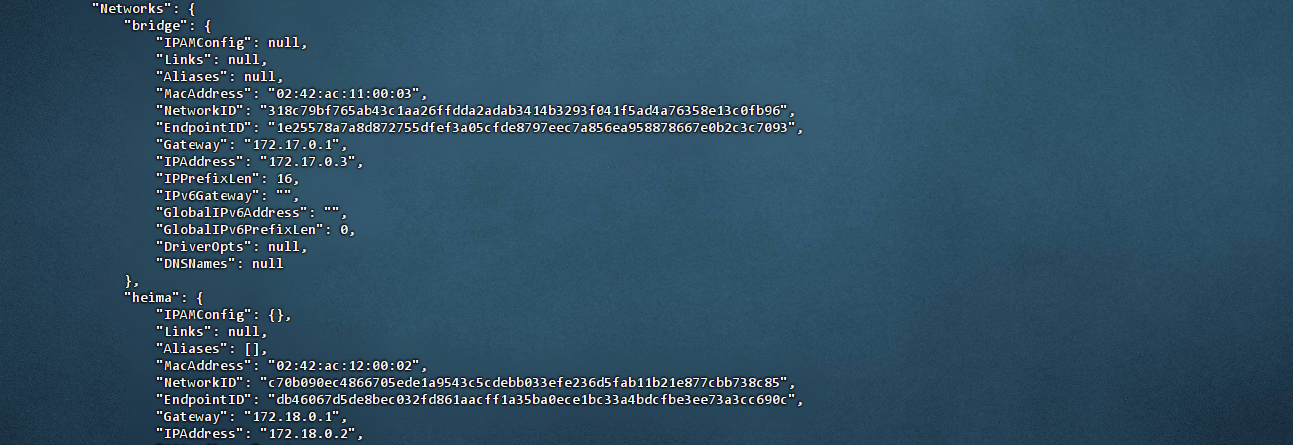 "Networks": {
"bridge": {
"IPAMConfig": null,
"Links": null,
"Aliases": null,
"MacAddress": "02:42:ac:11:00:03",
"NetworkID": "318c79bf765ab43c1aa26ffdda2adab3414b3293f041f5ad4a76358e13c0fb96",
"EndpointID": "1e25578a7a8d872755dfef3a05cfde8797eec7a856ea958878667e0b2c3c7093",
"Gateway": "172.17.0.1",
"IPAddress": "172.17.0.3",
"IPPrefixLen": 16,
"IPv6Gateway": "",
"GlobalIPv6Address": "",
"GlobalIPv6PrefixLen": 0,
"DriverOpts": null,
"DNSNames": null
},
"heima": {
"IPAMConfig": {},
"Links": null,
"Aliases": [],
"MacAddress": "02:42:ac:12:00:02",
"NetworkID": "c70b090ec4866705ede1a9543c5cdebb033efe236d5fab11b21e877cbb738c85",
"EndpointID": "db46067d5de8bec032fd861aacff1a35ba0ece1bc33a4bdcfbe3ee73a3cc690c",
"Gateway": "172.18.0.1",
"IPAddress": "172.18.0.2",